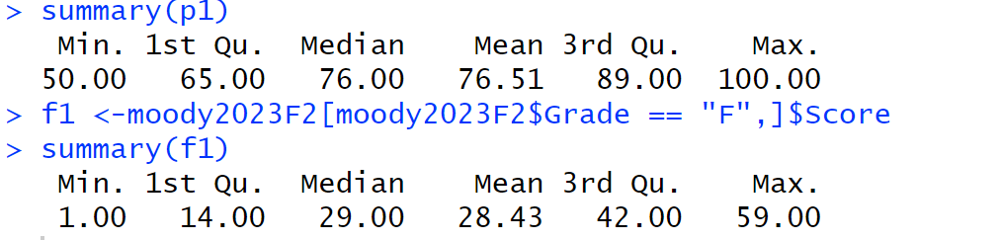 > summary(p1)
Min. 1st Qu. Median Mean 3rd Qu. Max.
50.00 65.00 76.00 76.51 89.00 100.00
> f1 <-moody2023F2[moody2023F2$Grade == "F",]$Score
> summary(f1)
Min. 1st Qu. Median Mean 3rd Qu. Max.
1.00 14.00 29.00 28.43 42.00 59.00